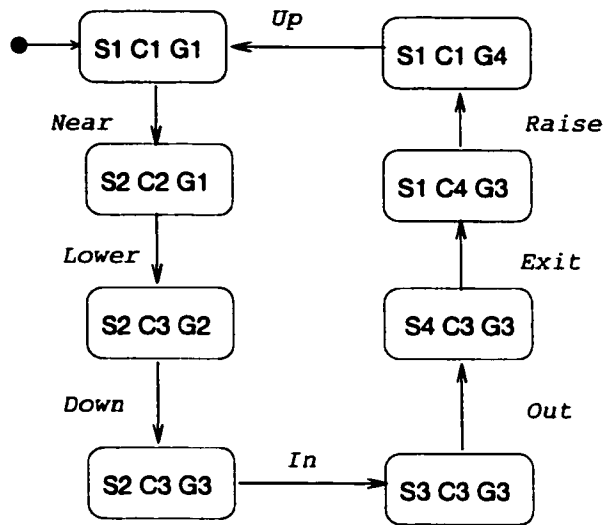 Up
S1 C1 G1
S1 C1 G4
Near
Raise
S2 C2 G1
S1 C4 G3
Lower
Exit
S2 C3 G2
S4 C3 G3
Down
Out
In
S2 C3 G3
S3 C3 G3